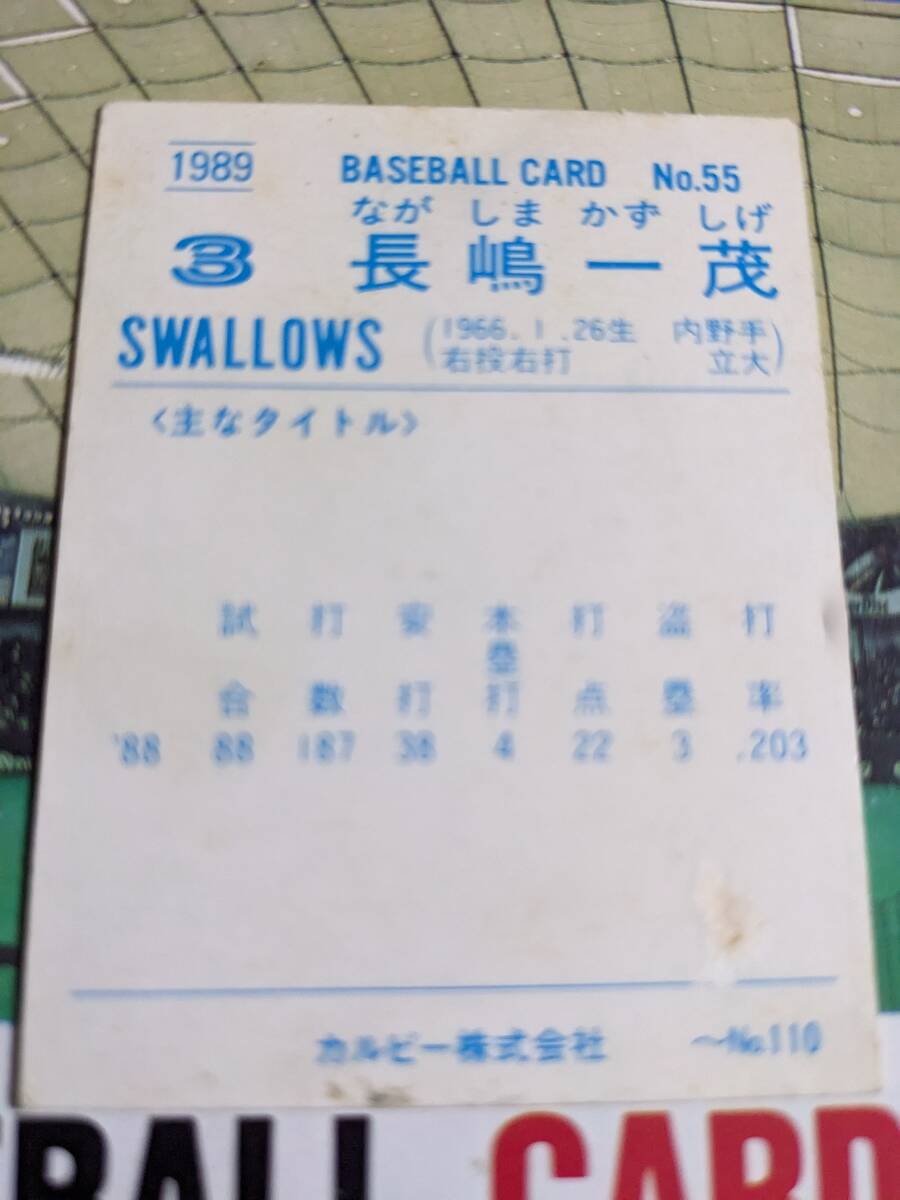 1989 BASEBALL CARD No.55
なが しま かず しげ
3 長嶋一茂
SWALLOWS (1966.1.26生 内野手
右投右打 立大)
〈主なタイトル〉
試合 打数 安打 本塁打 打点 盗塁 打率
'88 88 187 38 4 22 3 .203
カルビー株式会社 〜No.110
BALL CARD